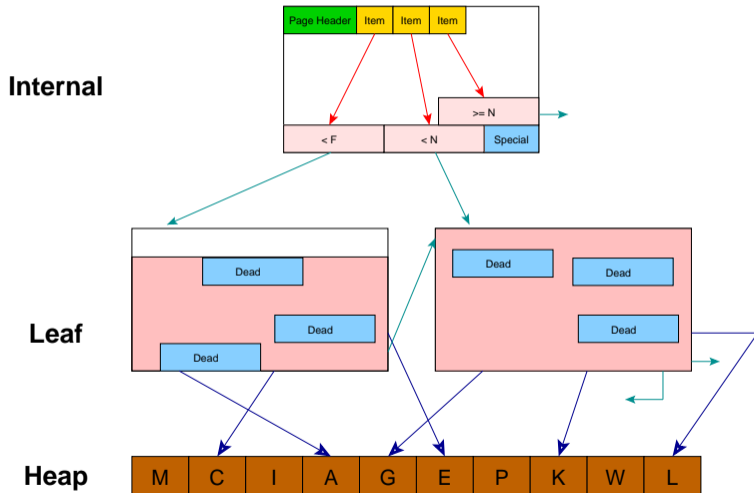 Page Header Item Item Item
Internal
>= N
< F < N Special
Dead
Dead Dead
Leaf
Dead Dead
Dead
Heap
M C I A G E P K W L